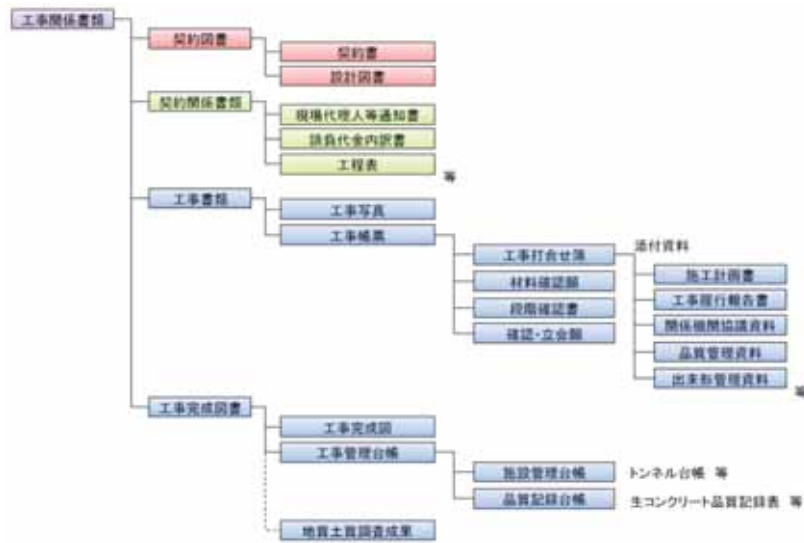 工事関係書類
契約図書
契約書
設計図書
契約関係書類
現場代理人等通知書
請負代金内訳書
工程表
等
工事書類
工事写真
工事帳票
工事打合せ簿
添付資料
施工計画書
材料確認願
工事履行報告書
段階確認書
関係機関協議資料
確認・立会願
品質管理資料
出来形管理資料
等
工事完成図書
工事完成図
工事管理台帳
施設管理台帳
トンネル台帳 等
品質記録台帳
生コンクリート品質記録表 等
地質土質調査成果